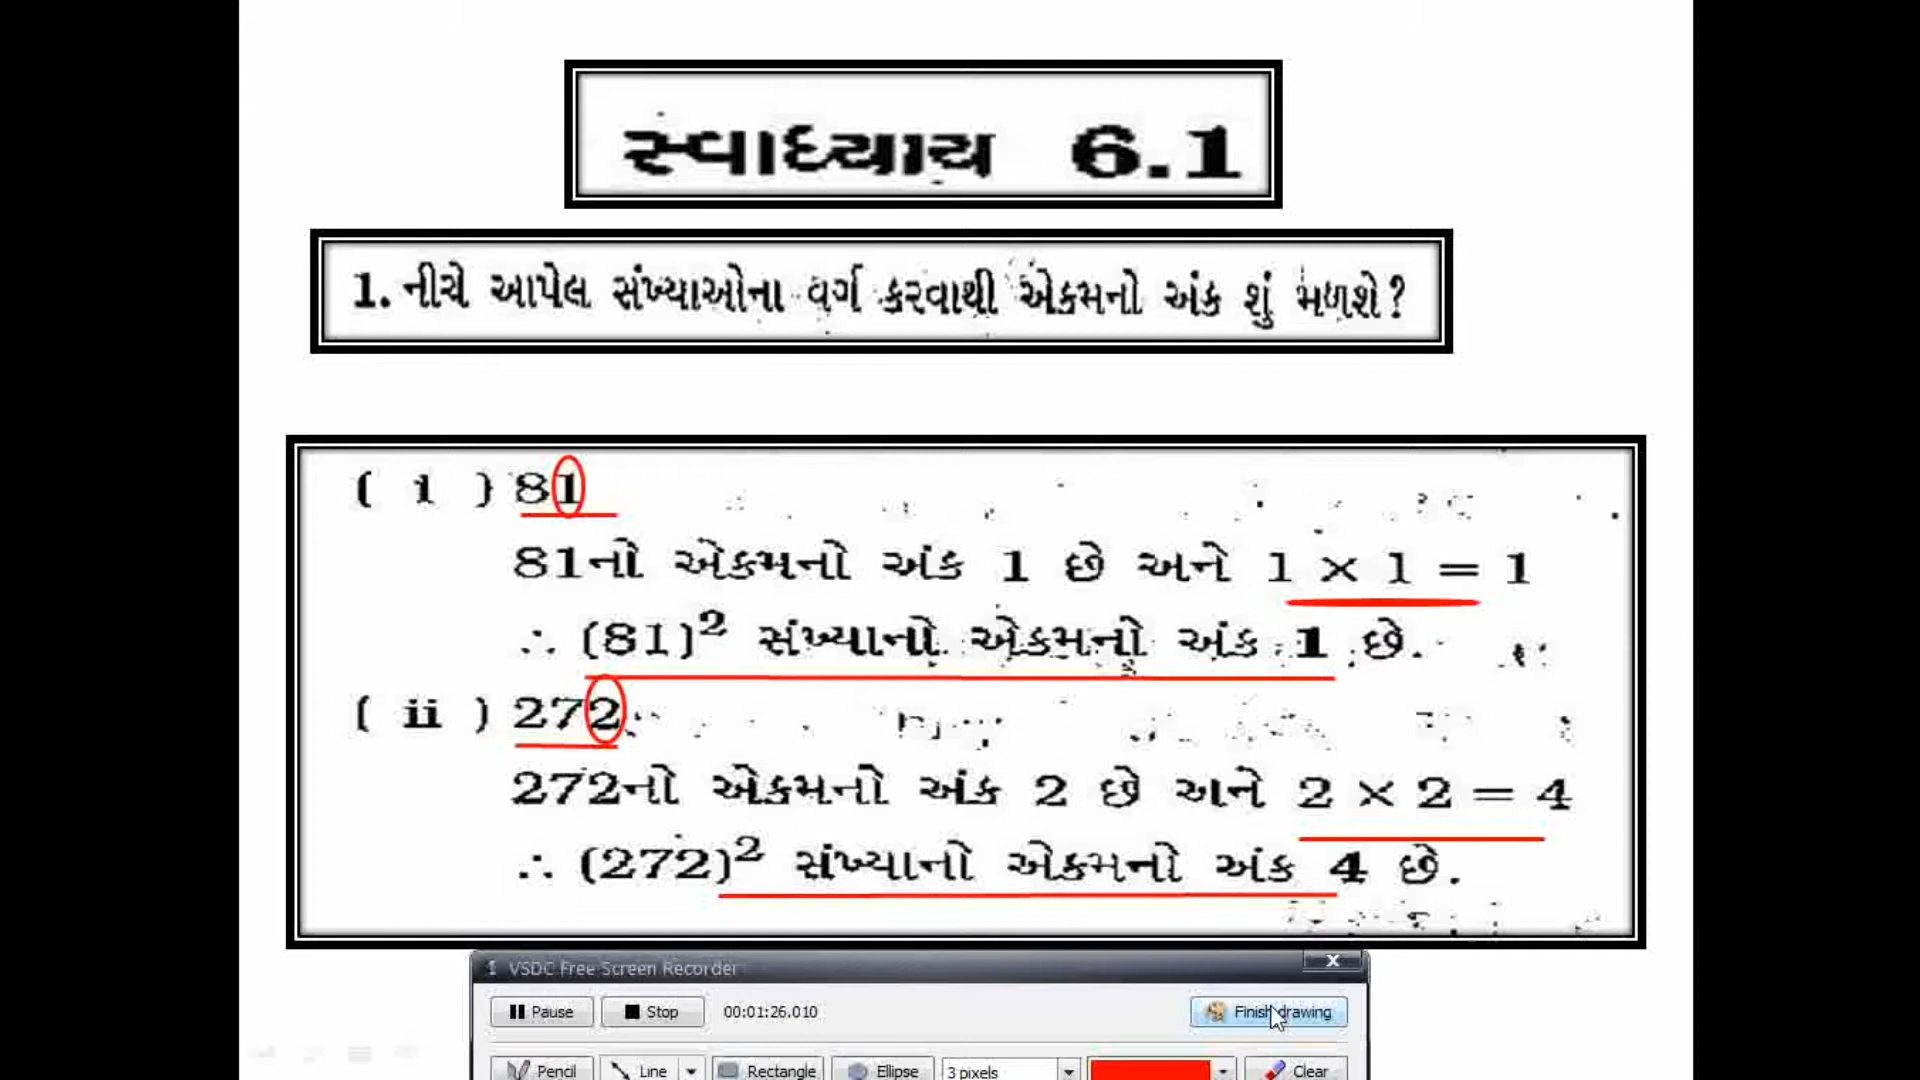 સ્વાધ્યાય 6.1
1. નીચે આપેલ સંખ્યાઓના વર્ગ કરવાથી એકમનો અંક શું મળશે?
( i ) 81
81નો એકમનો અંક 1 છે અને 1 × 1 = 1
∴ (81)² સંખ્યાનો એકમનો અંક 1 છે.
( ii ) 272
272નો એકમનો અંક 2 છે અને 2 × 2 = 4
∴ (272)² સંખ્યાનો એકમનો અંક 4 છે.
VSDC Free Screen Recorder
Pause Stop 00:01:26.010 Finish drawing
Pencil Line Rectangle Ellipse 3 pixels Clear